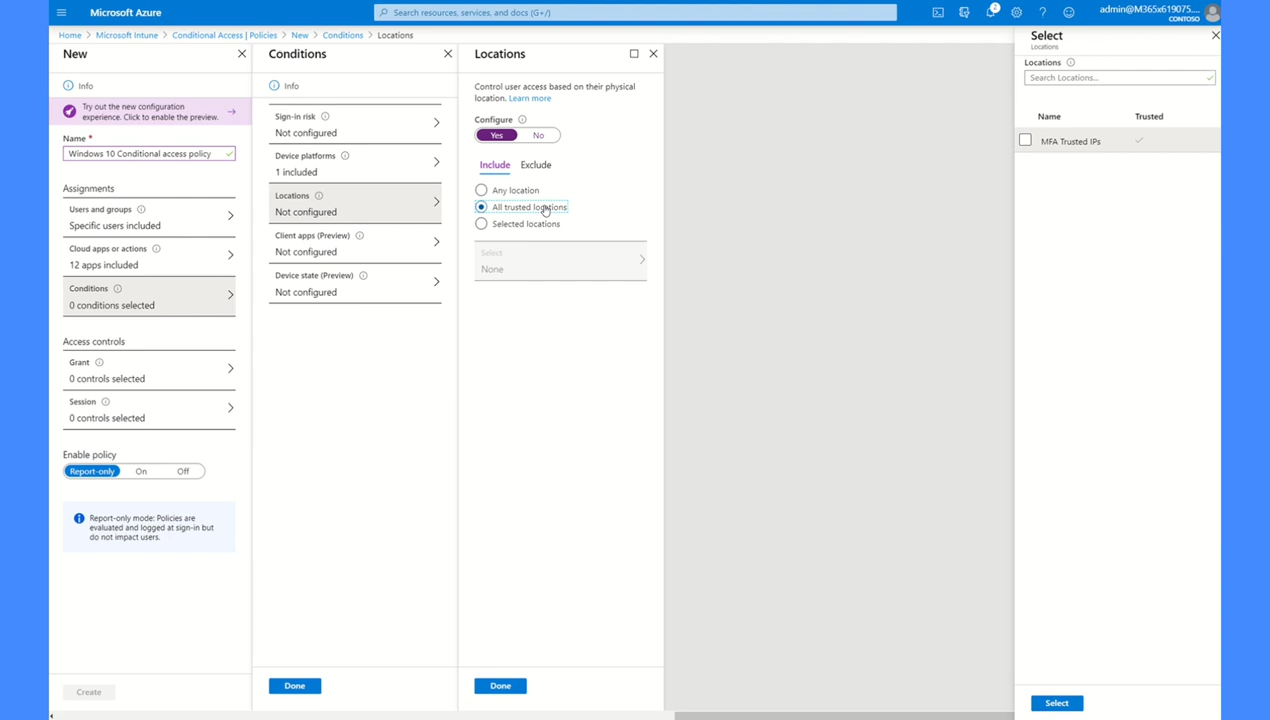 Microsoft Azure
Search resources, services, and docs (G+/)
2
admin@M365x619075....
CONTOSO
Home > Microsoft Intune > Conditional Access | Policies > New > Conditions > Locations
New
Info
Try out the new configuration
experience. Click to enable the preview.
Name *
Windows 10 Conditional access policy
Assignments
Users and groups
Specific users included
Cloud apps or actions
12 apps included
Conditions
0 conditions selected
Access controls
Grant
0 controls selected
Session
0 controls selected
Enable policy
Report-only On Off
Report-only mode: Policies are
evaluated and logged at sign-in but
do not impact users.
Create
Conditions
Info
Sign-in risk
Not configured
Device platforms
1 included
Locations
Not configured
Client apps (Preview)
Not configured
Device state (Preview)
Not configured
Done
Locations
Control user access based on their physical
location. Learn more
Configure
Yes No
Include Exclude
Any location
All trusted locations
Selected locations
Select
None
Done
Select
Locations
Locations
Search Locations...
Name Trusted
MFA Trusted IPs
Select